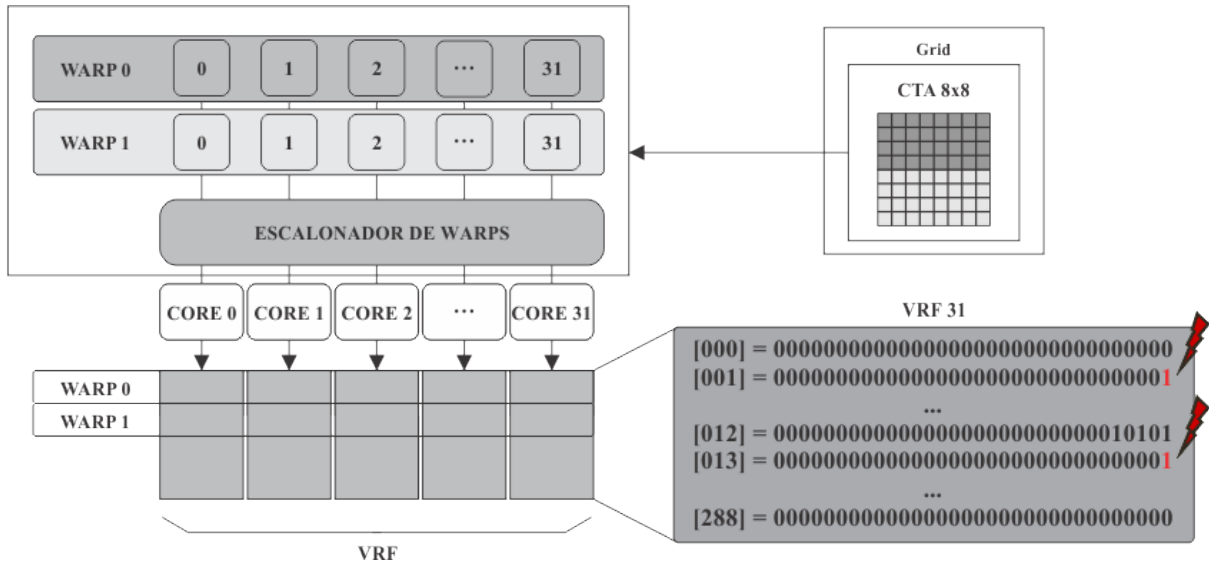 WARP 0 0 1 2 ... 31
WARP 1 0 1 2 ... 31
ESCALONADOR DE WARPS
CORE 0 CORE 1 CORE 2 ... CORE 31
WARP 0
WARP 1
VRF
Grid
CTA 8x8
VRF 31
[000] = 00000000000000000000000000000000
[001] = 00000000000000000000000000000001
...
[012] = 00000000000000000000000000010101
[013] = 00000000000000000000000000000001
...
[288] = 00000000000000000000000000000000